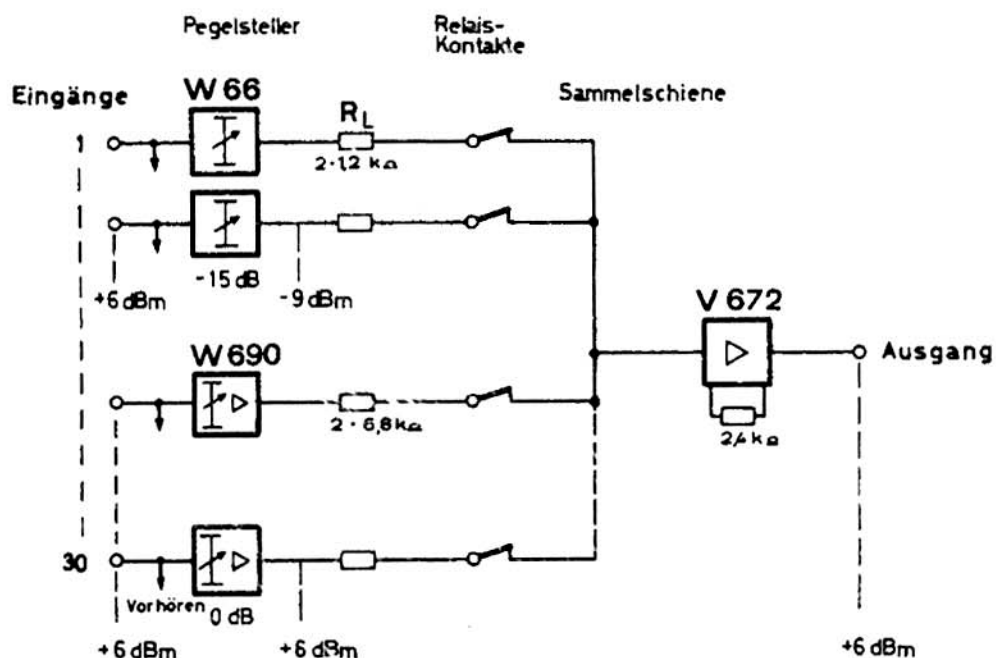 Pegelsteller
Relais-
Kontakte
Eingänge
W 66
Sammelschiene
R L
1
2·1,2 kΩ
-15 dB
+6 dBm
-9 dBm
V 672
W 690
Ausgang
2·6,8 kΩ
2,4 kΩ
30
Vorhören
0 dB
+6 dBm
+6 dBm
+6 dBm